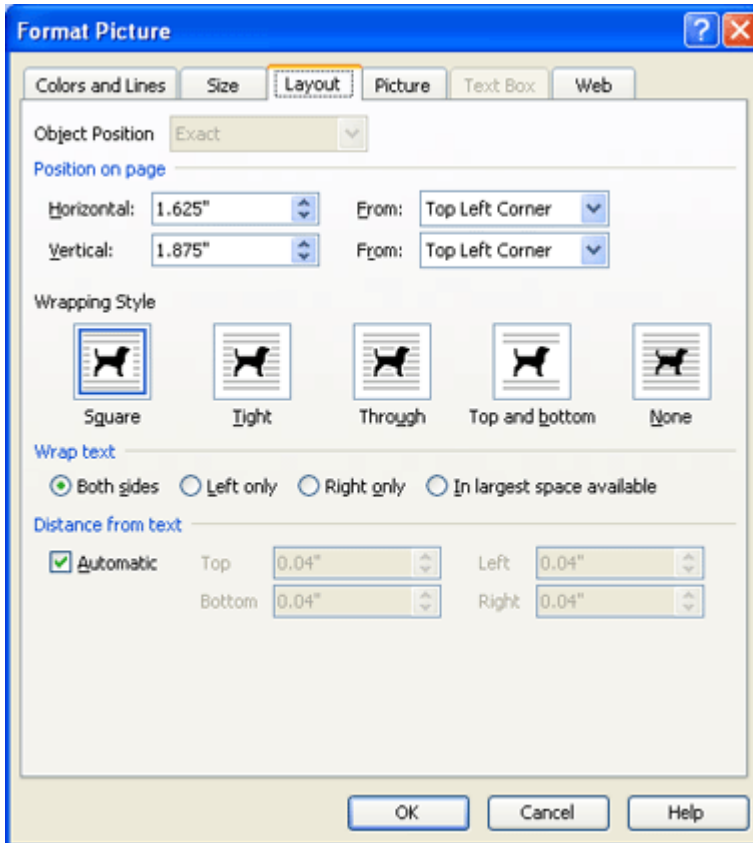 Format Picture
Colors and Lines Size Layout Picture Text Box Web
Object Position Exact
Position on page
Horizontal: 1.625" From: Top Left Corner
Vertical: 1.875" From: Top Left Corner
Wrapping Style
Square Tight Through Top and bottom None
Wrap text
Both sides Left only Right only In largest space available
Distance from text
Automatic Top 0.04" Left 0.04"
Bottom 0.04" Right 0.04"
OK Cancel Help